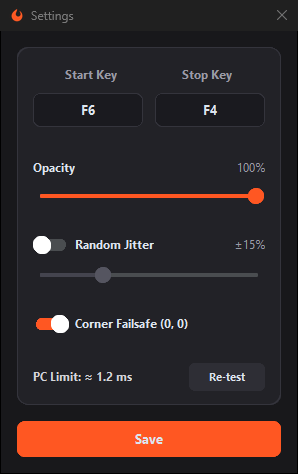 Settings
Start Key Stop Key
F6 F4
Opacity 100%
Random Jitter ±15%
Corner Failsafe (0, 0)
PC Limit: ≈ 1.2 ms Re-test
Save